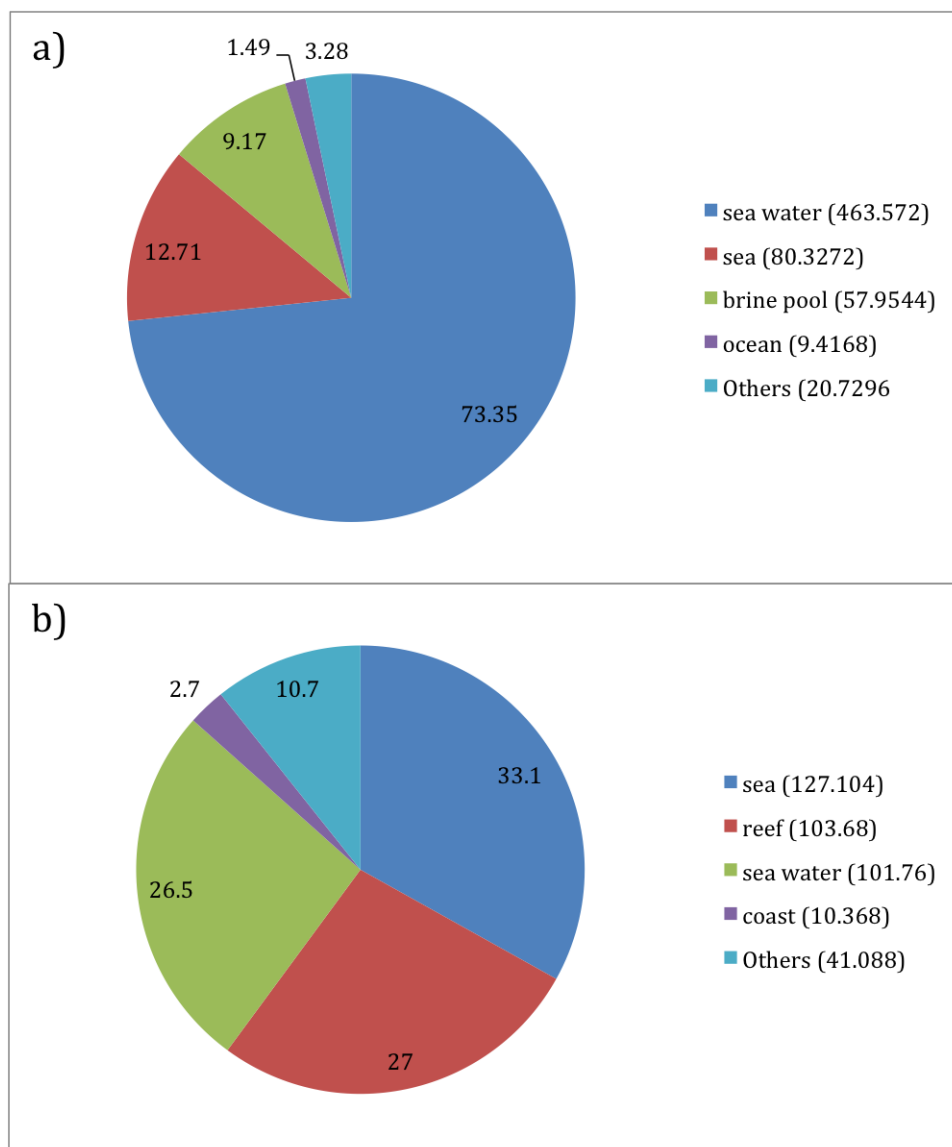 a)
1.49
3.28
9.17
12.71
73.35
sea water (463.572)
sea (80.3272)
brine pool (57.9544)
ocean (9.4168)
Others (20.7296
b)
2.7
10.7
33.1
26.5
27
sea (127.104)
reef (103.68)
sea water (101.76)
coast (10.368)
Others (41.088)